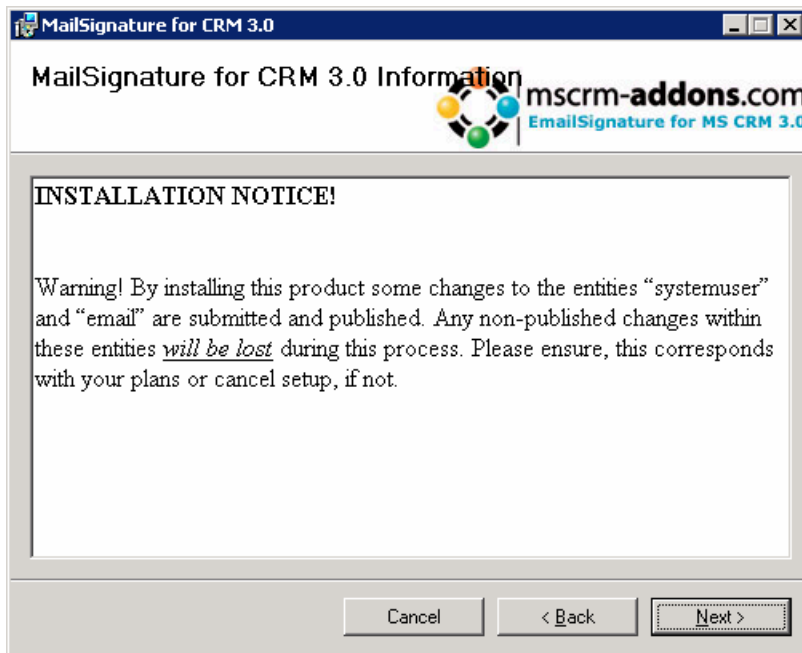 MailSignature for CRM 3.0
MailSignature for CRM 3.0 Information
mscrm-addons.com
EmailSignature for MS CRM 3.0
INSTALLATION NOTICE!
Warning! By installing this product some changes to the entities “systemuser”
and “email” are submitted and published. Any non-published changes within
these entities will be lost during this process. Please ensure, this corresponds
with your plans or cancel setup, if not.
Cancel
< Back
Next >